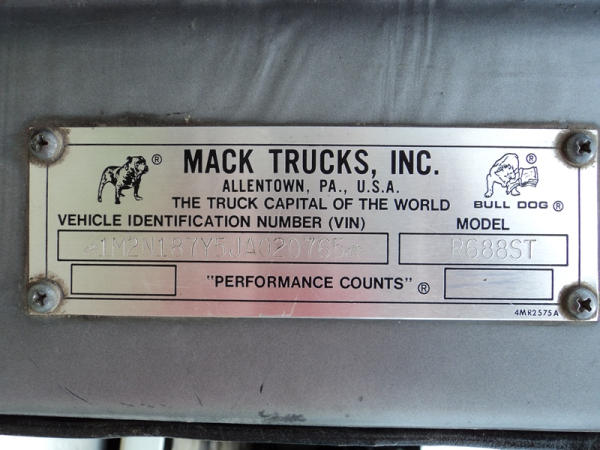 ® MACK TRUCKS, INC. ®
ALLENTOWN, PA., U.S.A.
THE TRUCK CAPITAL OF THE WORLD BULL DOG ®
VEHICLE IDENTIFICATION NUMBER (VIN) MODEL
1M2N187Y5JA020765 R688ST
"PERFORMANCE COUNTS" ®
4MR2575A